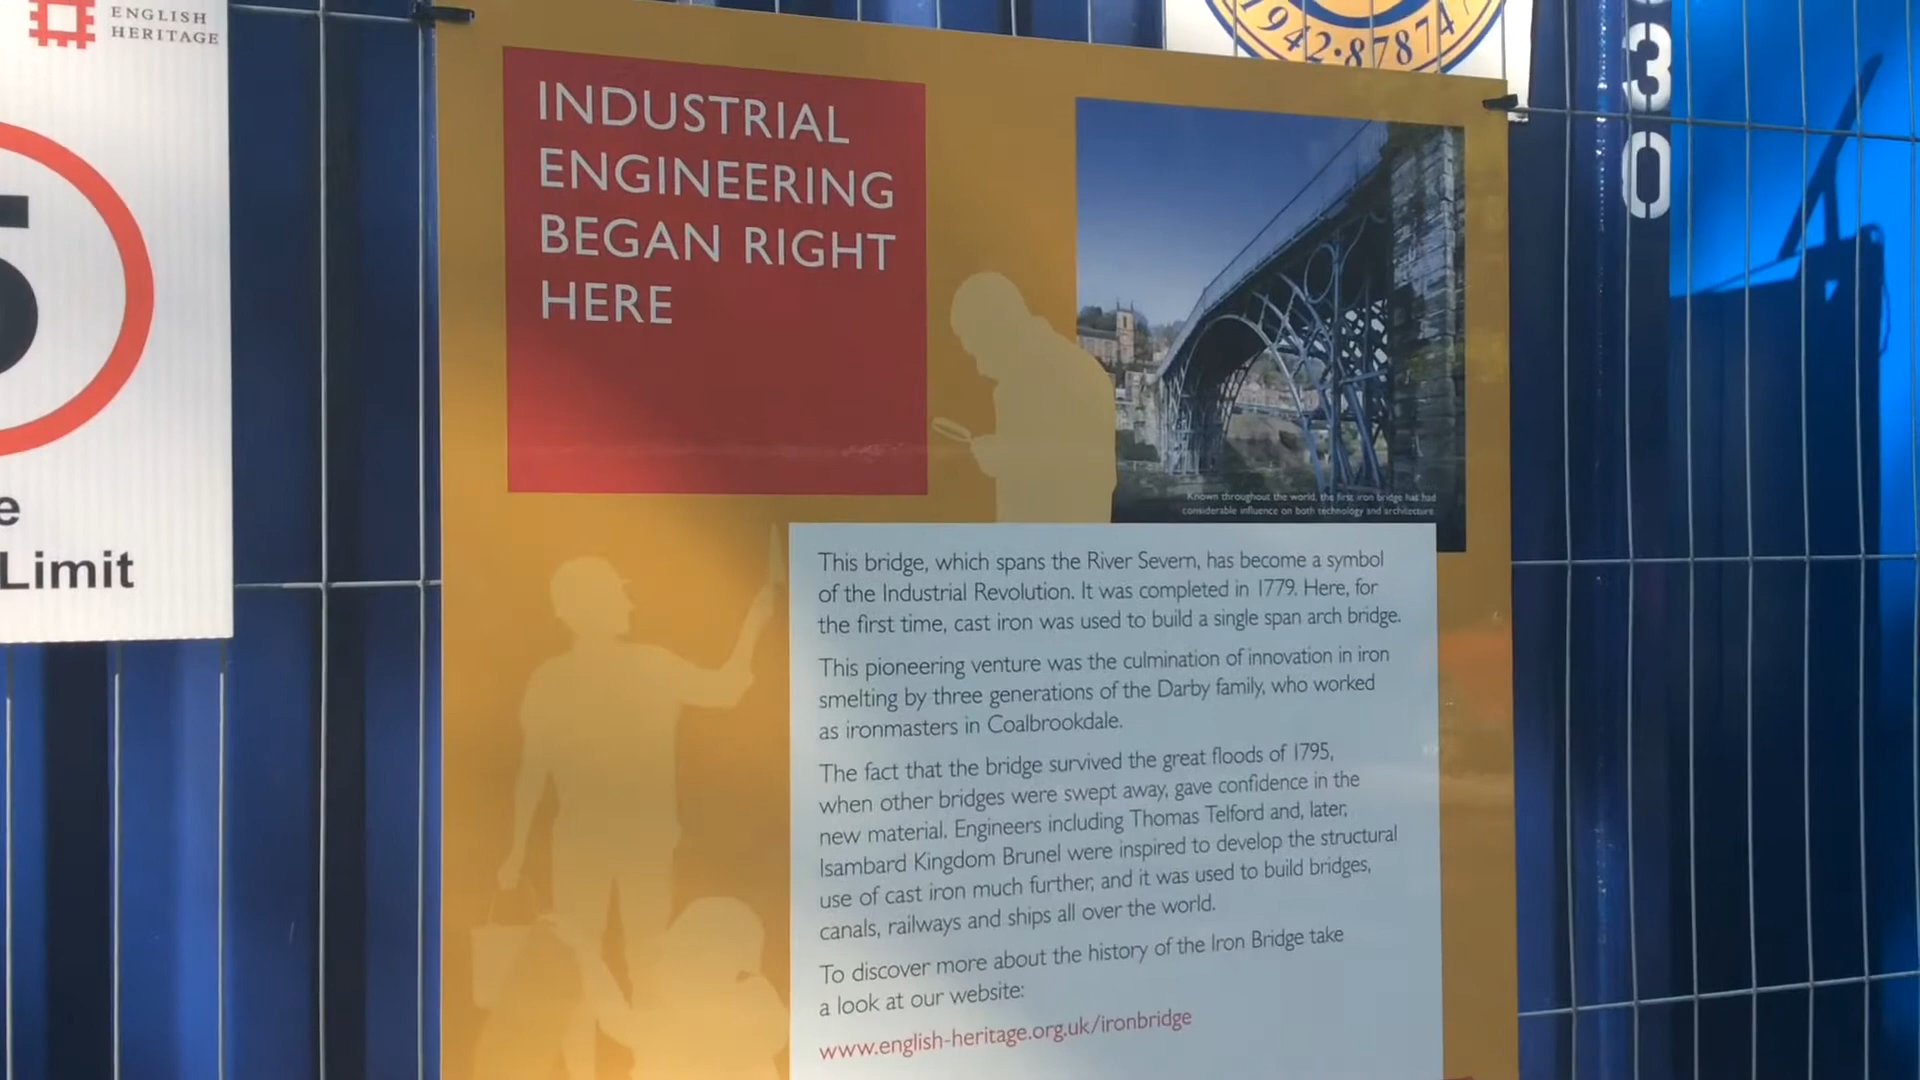 ENGLISH
HERITAGE
5
e
Limit
INDUSTRIAL
ENGINEERING
BEGAN RIGHT
HERE
1942·87874
30
Known throughout the world, the first iron bridge has had
considerable influence on both technology and architecture.
This bridge, which spans the River Severn, has become a symbol
of the Industrial Revolution. It was completed in 1779. Here, for
the first time, cast iron was used to build a single span arch bridge.
This pioneering venture was the culmination of innovation in iron
smelting by three generations of the Darby family, who worked
as ironmasters in Coalbrookdale.
The fact that the bridge survived the great floods of 1795,
when other bridges were swept away, gave confidence in the
new material. Engineers including Thomas Telford and, later,
Isambard Kingdom Brunel were inspired to develop the structural
use of cast iron much further, and it was used to build bridges,
canals, railways and ships all over the world.
To discover more about the history of the Iron Bridge take
a look at our website:
www.english-heritage.org.uk/ironbridge